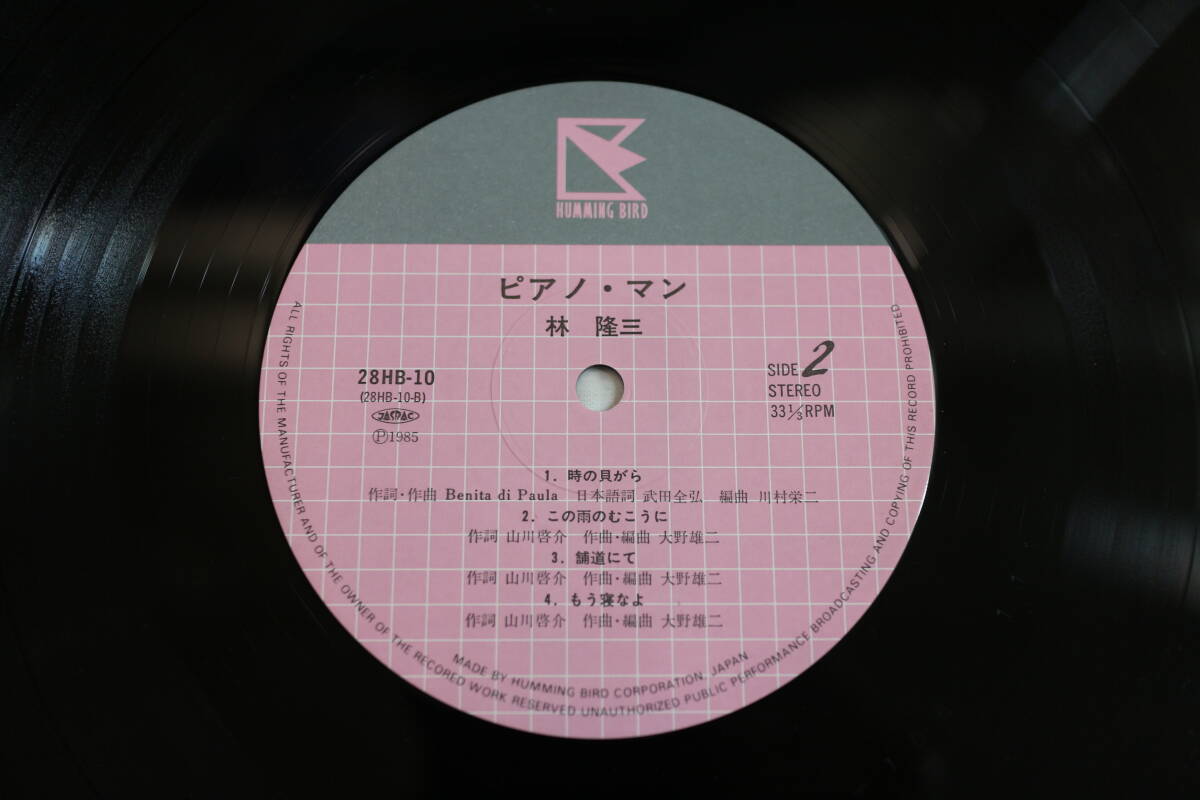 HUMMING BIRD
ピアノ・マン
林 隆三
28HB-10
(28HB-10-B)
JASRAC
Ⓟ1985
SIDE 2
STEREO
33 1/3 RPM
1. 時の貝がら
作詞・作曲 Benita di Paula 日本語詞 武田全弘 編曲 川村栄二
2. この雨のむこうに
作詞 山川啓介 作曲・編曲 大野雄二
3. 舗道にて
作詞 山川啓介 作曲・編曲 大野雄二
4. もう寝なよ
作詞 山川啓介 作曲・編曲 大野雄二
MADE BY HUMMING BIRD CORPORATION, JAPAN
ALL RIGHTS OF THE MANUFACTURER AND OF THE OWNER OF THE RECORED WORK RESERVED UNAUTHORIZED PUBLIC PERFORMANCE BROADCASTING AND COPYING OF THIS RECORD PROHIBITED